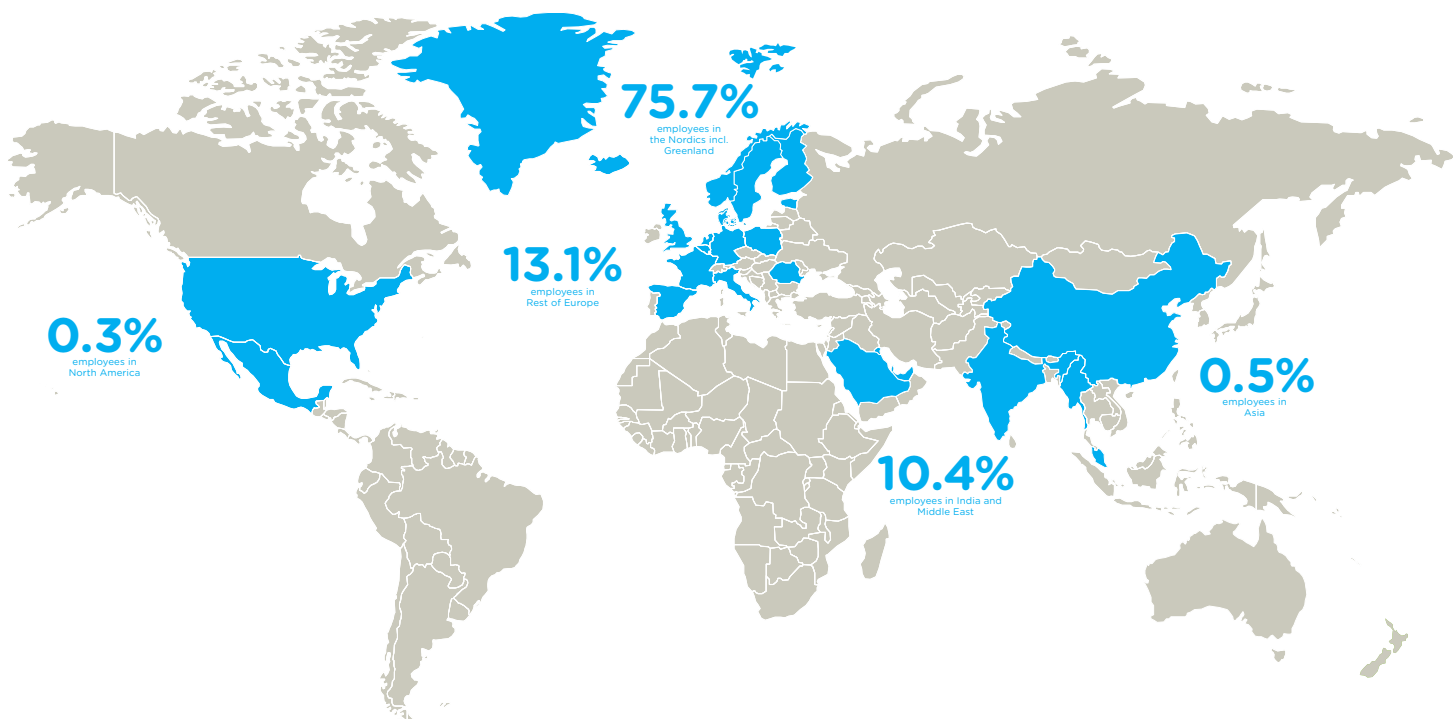 75.7%
employees in
the Nordics incl.
Greenland
13.1%
employees in
Rest of Europe
0.3%
employees in
North America
0.5%
employees in
Asia
10.4%
employees in India and
Middle East